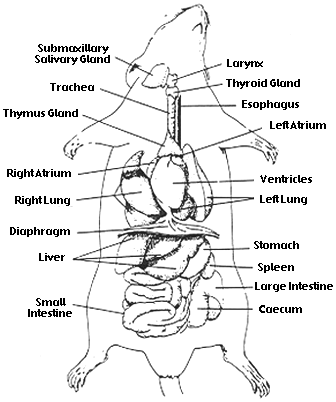 Submaxillary
Salivary Gland
Larynx
Trachea
Thyroid Gland
Thymus Gland
Esophagus
Left Atrium
Right Atrium
Ventricles
Right Lung
Left Lung
Diaphragm
Liver
Stomach
Spleen
Large Intestine
Small
Intestine
Caecum